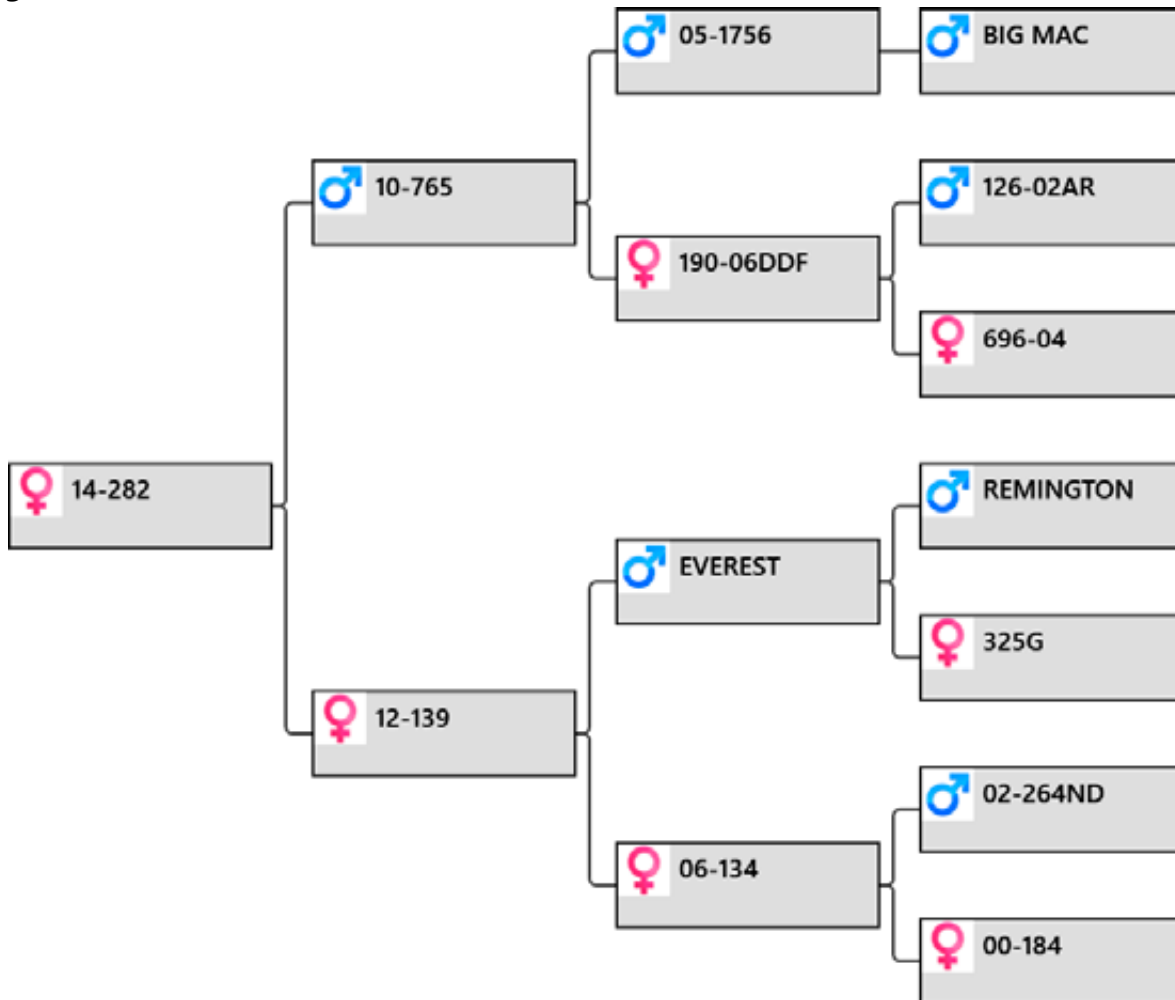 05-1756
BIG MAC
10-765
126-02AR
190-06DDF
696-04
14-282
REMINGTON
EVEREST
325G
12-139
02-264ND
06-134
00-184